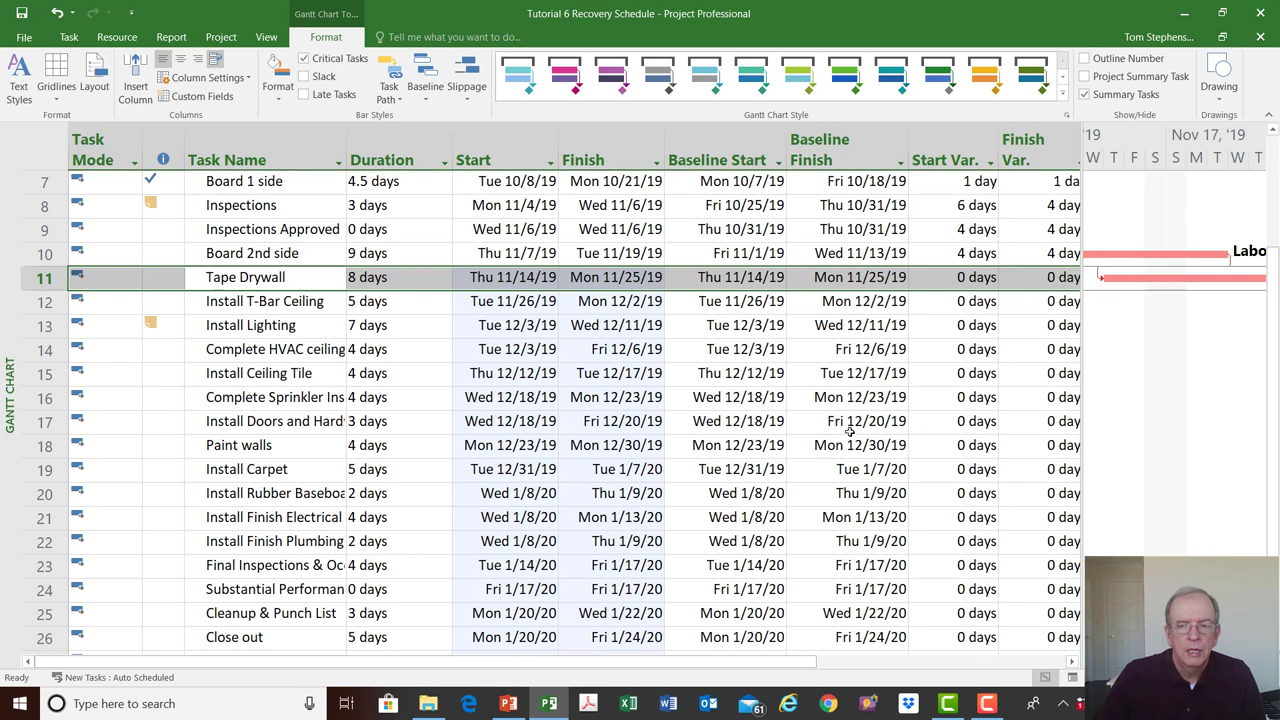 Gantt Chart To... Tutorial 6 Recovery Schedule - Project Professional
File Task Resource Report Project View Format Tell me what you want to do... Tom Stephens...
Text Styles Gridlines Layout Insert Column Column Settings Custom Fields Format Critical Tasks Slack Late Tasks Task Path Baseline Slippage Outline Number Project Summary Task Summary Tasks Drawing
Format Columns Bar Styles Gantt Chart Style Show/Hide Drawings
Task Mode Task Name Duration Start Finish Baseline Start Baseline Finish Start Var. Finish Var. '19 Nov 17, '19
W T F S S M T W T
7 Board 1 side 4.5 days Tue 10/8/19 Mon 10/21/19 Mon 10/7/19 Fri 10/18/19 1 day 1 da
8 Inspections 3 days Mon 11/4/19 Wed 11/6/19 Fri 10/25/19 Thu 10/31/19 6 days 4 day
9 Inspections Approved 0 days Wed 11/6/19 Wed 11/6/19 Thu 10/31/19 Thu 10/31/19 4 days 4 day
10 Board 2nd side 9 days Thu 11/7/19 Tue 11/19/19 Fri 11/1/19 Wed 11/13/19 4 days 4 day Labo
11 Tape Drywall 8 days Thu 11/14/19 Mon 11/25/19 Thu 11/14/19 Mon 11/25/19 0 days 0 day
12 Install T-Bar Ceiling 5 days Tue 11/26/19 Mon 12/2/19 Tue 11/26/19 Mon 12/2/19 0 days 0 day
13 Install Lighting 7 days Tue 12/3/19 Wed 12/11/19 Tue 12/3/19 Wed 12/11/19 0 days 0 day
14 Complete HVAC ceiling 4 days Tue 12/3/19 Fri 12/6/19 Tue 12/3/19 Fri 12/6/19 0 days 0 day
15 Install Ceiling Tile 4 days Thu 12/12/19 Tue 12/17/19 Thu 12/12/19 Tue 12/17/19 0 days 0 day
16 Complete Sprinkler Ins 4 days Wed 12/18/19 Mon 12/23/19 Wed 12/18/19 Mon 12/23/19 0 days 0 day
17 Install Doors and Hard 3 days Wed 12/18/19 Fri 12/20/19 Wed 12/18/19 Fri 12/20/19 0 days 0 day
18 Paint walls 4 days Mon 12/23/19 Mon 12/30/19 Mon 12/23/19 Mon 12/30/19 0 days 0 day
19 Install Carpet 5 days Tue 12/31/19 Tue 1/7/20 Tue 12/31/19 Tue 1/7/20 0 days 0 day
20 Install Rubber Baseboa 2 days Wed 1/8/20 Thu 1/9/20 Wed 1/8/20 Thu 1/9/20 0 days 0 day
21 Install Finish Electrical 4 days Wed 1/8/20 Mon 1/13/20 Wed 1/8/20 Mon 1/13/20 0 days 0 day
22 Install Finish Plumbing 2 days Wed 1/8/20 Thu 1/9/20 Wed 1/8/20 Thu 1/9/20 0 days 0 day
23 Final Inspections & Oc 4 days Tue 1/14/20 Fri 1/17/20 Tue 1/14/20 Fri 1/17/20 0 days 0 day
24 Substantial Performan 0 days Fri 1/17/20 Fri 1/17/20 Fri 1/17/20 Fri 1/17/20 0 days 0 day
25 Cleanup & Punch List 3 days Mon 1/20/20 Wed 1/22/20 Mon 1/20/20 Wed 1/22/20 0 days 0 day
26 Close out 5 days Mon 1/20/20 Fri 1/24/20 Mon 1/20/20 Fri 1/24/20 0 days 0 day
GANTT CHART
Ready New Tasks : Auto Scheduled
Type here to search 61